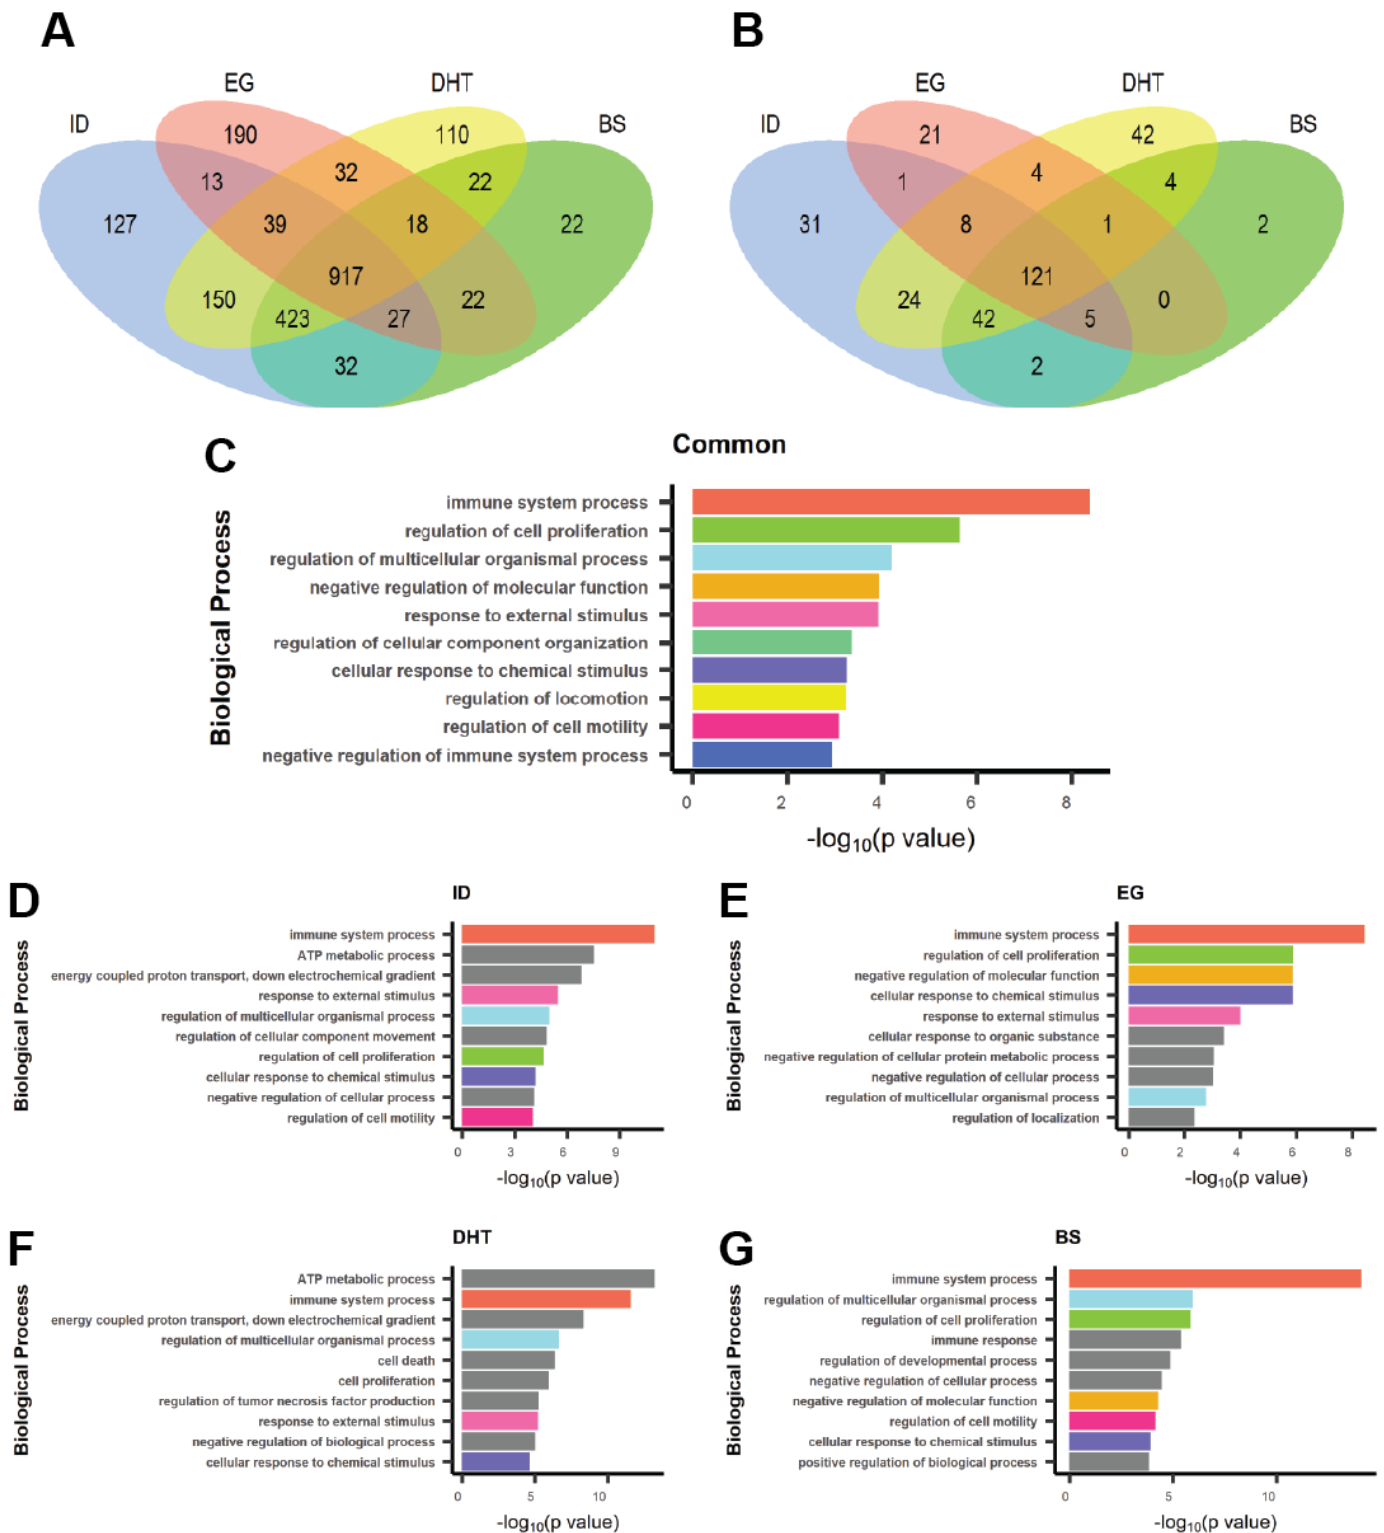 A
B
EG
DHT
ID
BS
190
110
13
32
22
127
39
18
22
917
150
423
27
22
32
EG
DHT
ID
BS
21
42
1
4
4
31
8
1
2
121
24
42
5
0
2
C
Common
Biological Process
immune system process
regulation of cell proliferation
regulation of multicellular organismal process
negative regulation of molecular function
response to external stimulus
regulation of cellular component organization
cellular response to chemical stimulus
regulation of locomotion
regulation of cell motility
negative regulation of immune system process
0 2 4 6 8
-log10(p value)
D
ID
Biological Process
immune system process
ATP metabolic process
energy coupled proton transport, down electrochemical gradient
response to external stimulus
regulation of multicellular organismal process
regulation of cellular component movement
regulation of cell proliferation
cellular response to chemical stimulus
negative regulation of cellular process
regulation of cell motility
0 3 6 9
-log10(p value)
E
EG
Biological Process
immune system process
regulation of cell proliferation
negative regulation of molecular function
cellular response to chemical stimulus
response to external stimulus
cellular response to organic substance
negative regulation of cellular protein metabolic process
negative regulation of cellular process
regulation of multicellular organismal process
regulation of localization
0 2 4 6 8
-log10(p value)
F
DHT
Biological Process
ATP metabolic process
immune system process
energy coupled proton transport, down electrochemical gradient
regulation of multicellular organismal process
cell death
cell proliferation
regulation of tumor necrosis factor production
response to external stimulus
negative regulation of biological process
cellular response to chemical stimulus
0 5 10
-log10(p value)
G
BS
Biological Process
immune system process
regulation of multicellular organismal process
regulation of cell proliferation
immune response
regulation of developmental process
negative regulation of cellular process
negative regulation of molecular function
regulation of cell motility
cellular response to chemical stimulus
positive regulation of biological process
0 5 10
-log10(p value)